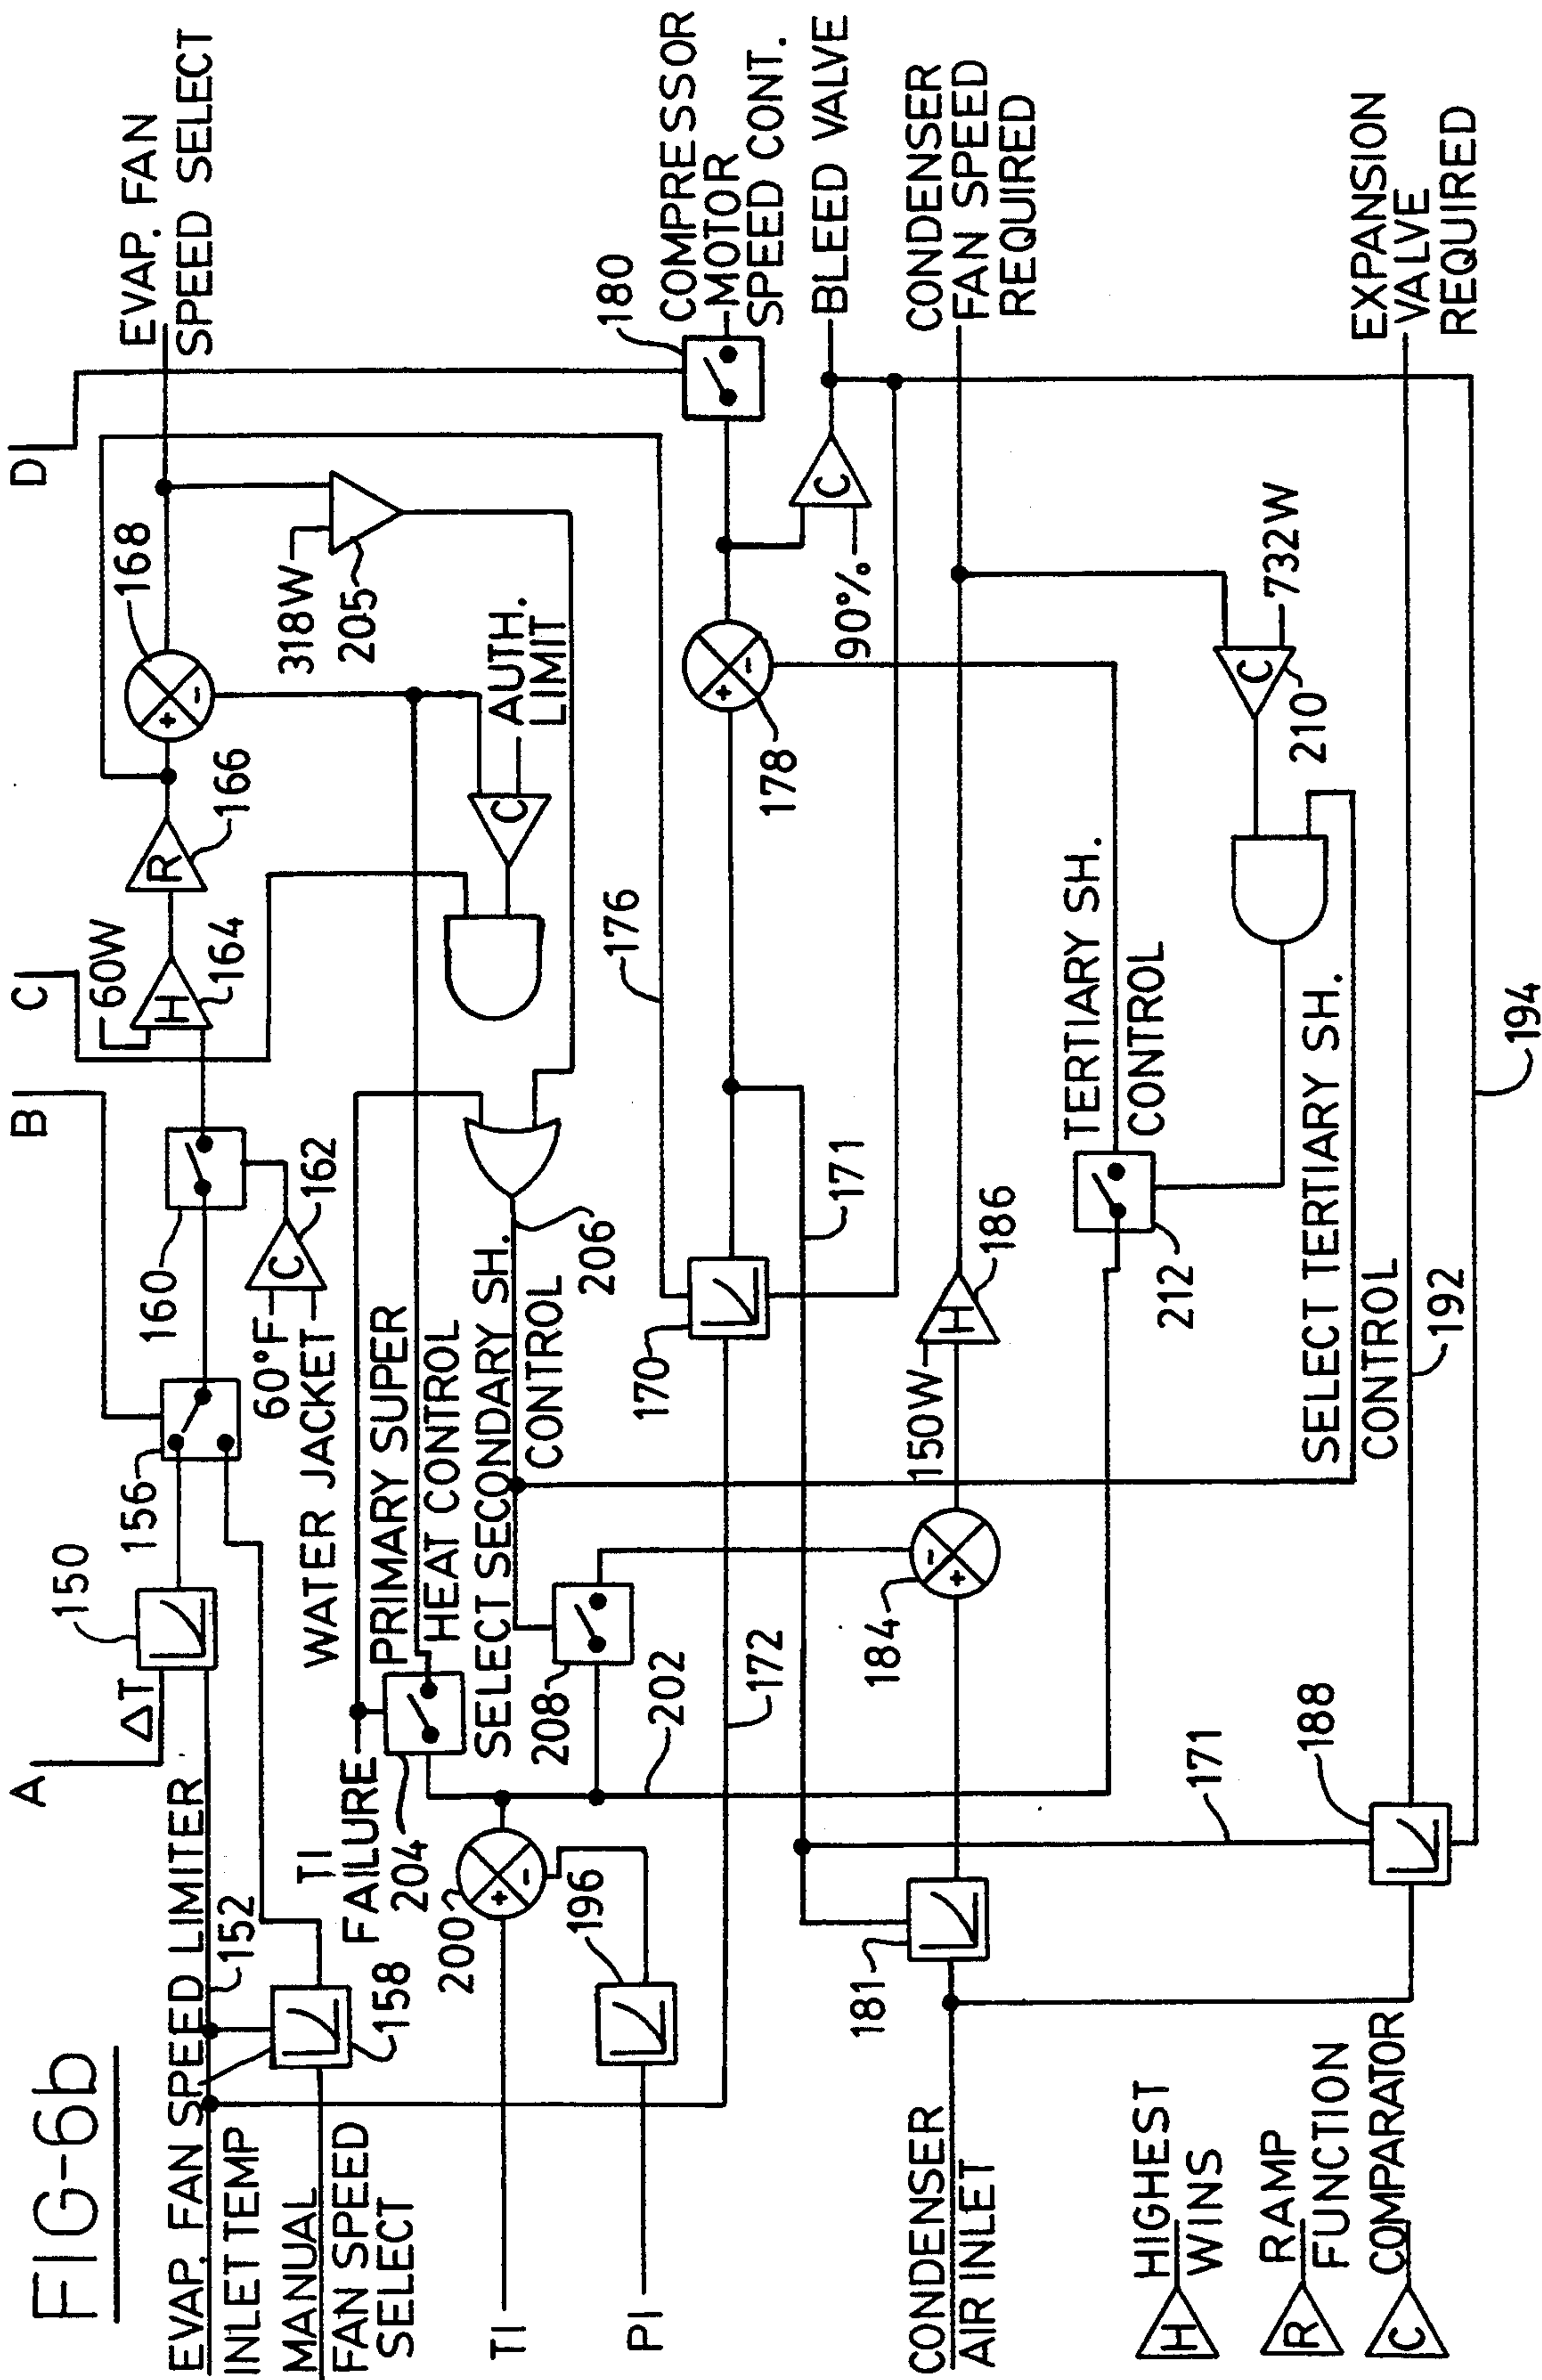 FIG-6b
A
B
C
D
EVAP. FAN SPEED LIMITER
INLET TEMP
MANUAL
FAN SPEED
SELECT
152
158
ΔT
150
156
160
60°F
WATER JACKET
162
60W
164
166
168
EVAP. FAN
SPEED SELECT
318W
205
AUTH.
LIMIT
TI
FAILURE
204
PRIMARY SUPER
HEAT CONTROL
SELECT SECONDARY SH.
CONTROL
206
208
202
TI
200
PI
196
172
170
171
176
178
180
COMPRESSOR
MOTOR
SPEED CONT.
90%
BLEED VALVE
CONDENSER
AIR INLET
181
184
150W
186
CONDENSER
FAN SPEED
REQUIRED
732W
210
212
TERTIARY SH.
CONTROL
SELECT TERTIARY SH.
CONTROL
171
188
192
194
EXPANSION
VALVE
REQUIRED
H HIGHEST
WINS
R RAMP
FUNCTION
C COMPARATOR
H
R
C
C
C
C
H
C
+
-
+
-
+
-
+
-